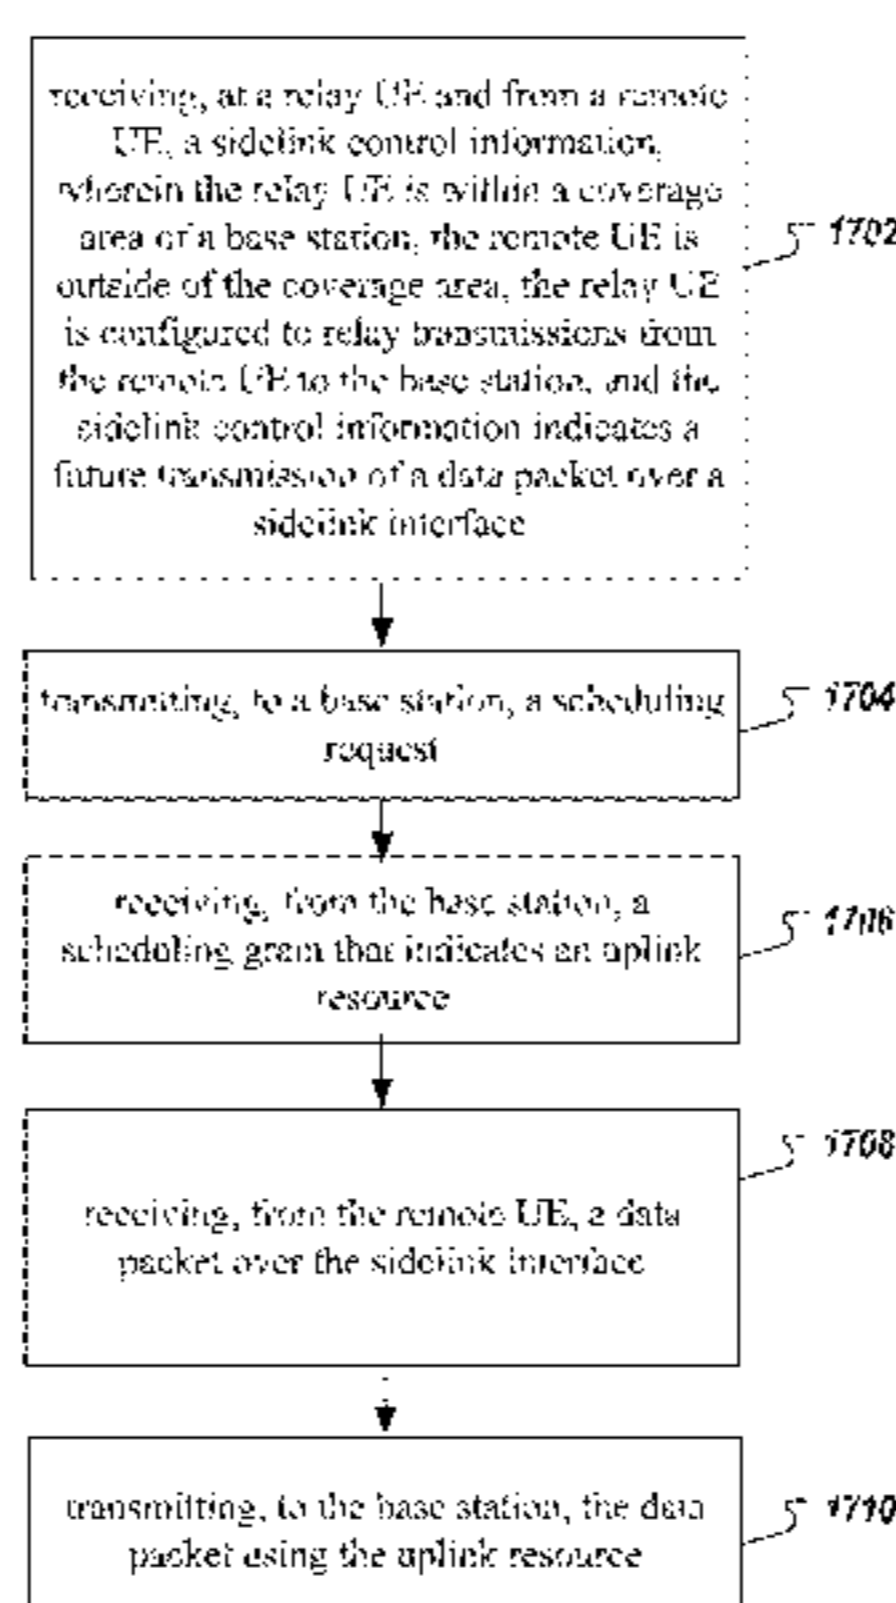 receiving, at a relay UE and from a remote
UE, a sidelink control information,
wherein the relay UE is within a coverage
area of a base station, the remote UE is
outside of the coverage area, the relay UE
is configured to relay transmissions from
the remote UE to the base station, and the
sidelink control information indicates a
future transmission of a data packet over a
sidelink interface
1702
transmitting, to a base station, a scheduling
request
1704
receiving, from the base station, a
scheduling grant that indicates an uplink
resource
1706
receiving, from the remote UE, a data
packet over the sidelink interface
1708
transmitting, to the base station, the data
packet using the uplink resource
1710